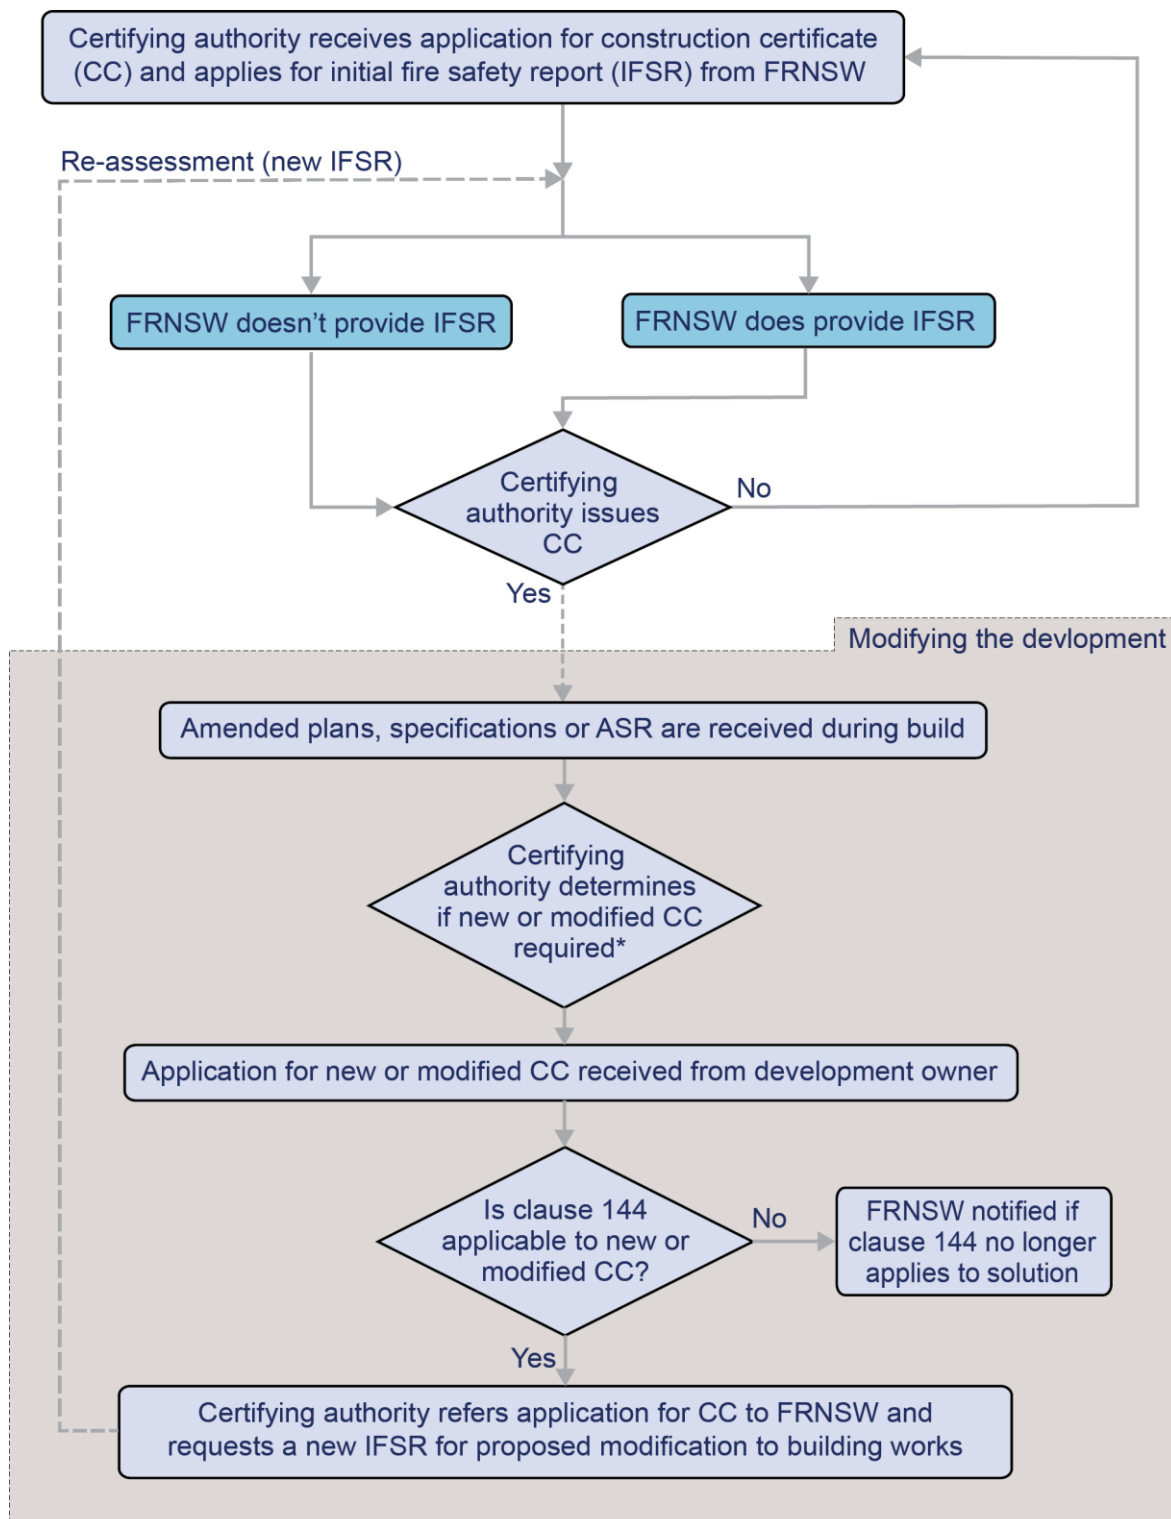 Certifying authority receives application for construction certificate
(CC) and applies for initial fire safety report (IFSR) from FRNSW
Re-assessment (new IFSR)
FRNSW doesn't provide IFSR
FRNSW does provide IFSR
Certifying
authority issues
CC
No
Yes
Modifying the devlopment
Amended plans, specifications or ASR are received during build
Certifying
authority determines
if new or modified CC
required*
Application for new or modified CC received from development owner
Is clause 144
applicable to new or
modified CC?
No
FRNSW notified if
clause 144 no longer
applies to solution
Yes
Certifying authority refers application for CC to FRNSW and
requests a new IFSR for proposed modification to building works